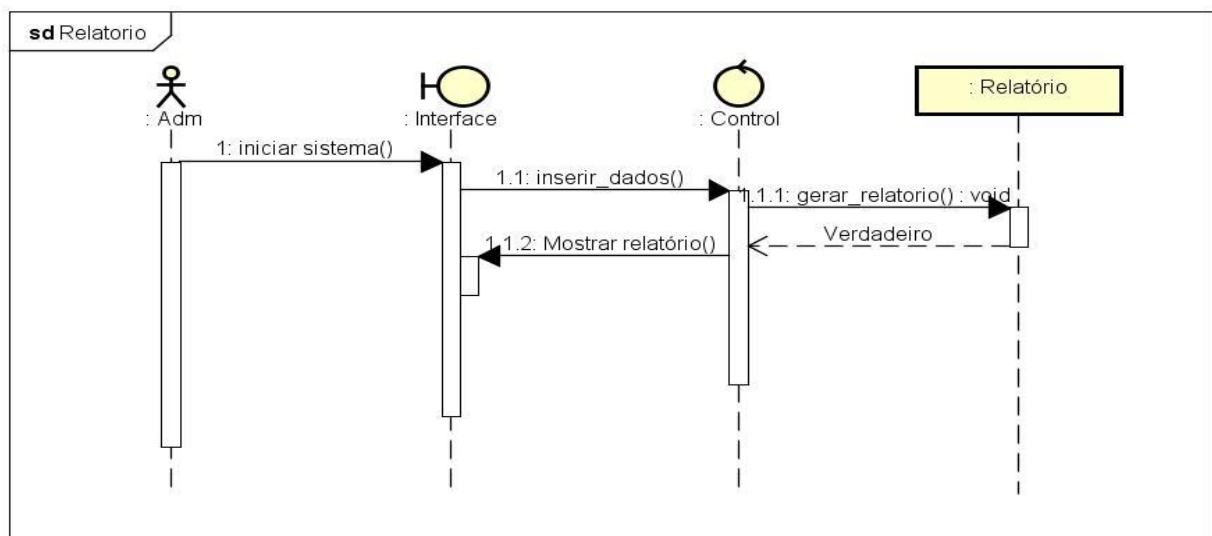 sd Relatorio
: Adm
: Interface
: Control
: Relatório
1: iniciar sistema()
1.1: inserir_dados()
1.1.1: gerar_relatorio() : void
Verdadeiro
1.1.2: Mostrar relatório()